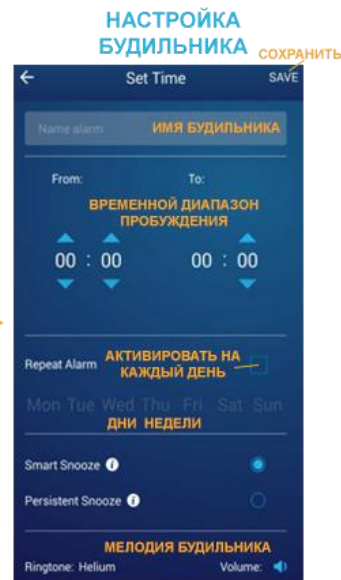 НАСТРОЙКА
БУДИЛЬНИКА
СОХРАНИТЬ
Set Time SAVE
Name alarm ИМЯ БУДИЛЬНИКА
From: To:
ВРЕМЕННОЙ ДИАПАЗОН
ПРОБУЖДЕНИЯ
00 : 00 00 : 00
Repeat Alarm АКТИВИРОВАТЬ НА
КАЖДЫЙ ДЕНЬ
Mon Tue Wed Thu Fri Sat Sun
ДНИ НЕДЕЛИ
Smart Snooze i
Persistent Snooze i
МЕЛОДИЯ БУДИЛЬНИКА
Ringtone: Helium Volume: